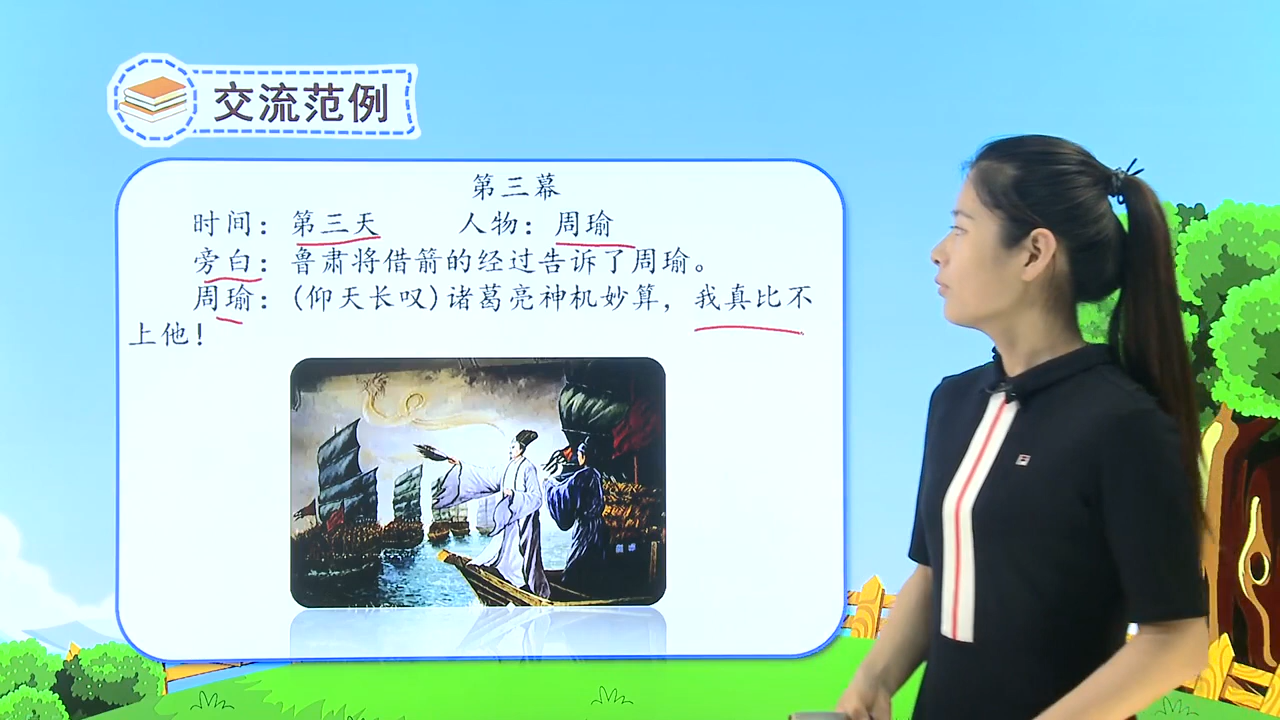 交流范例
第三幕
时间：第三天 人物：周瑜
旁白：鲁肃将借箭的经过告诉了周瑜。
周瑜：(仰天长叹)诸葛亮神机妙算，我真比不
上他！